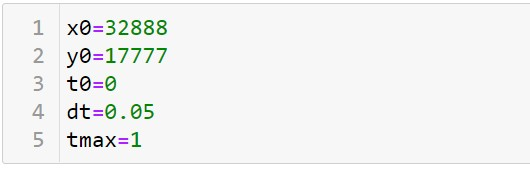 1 x0=32888
2 y0=17777
3 t0=0
4 dt=0.05
5 tmax=1